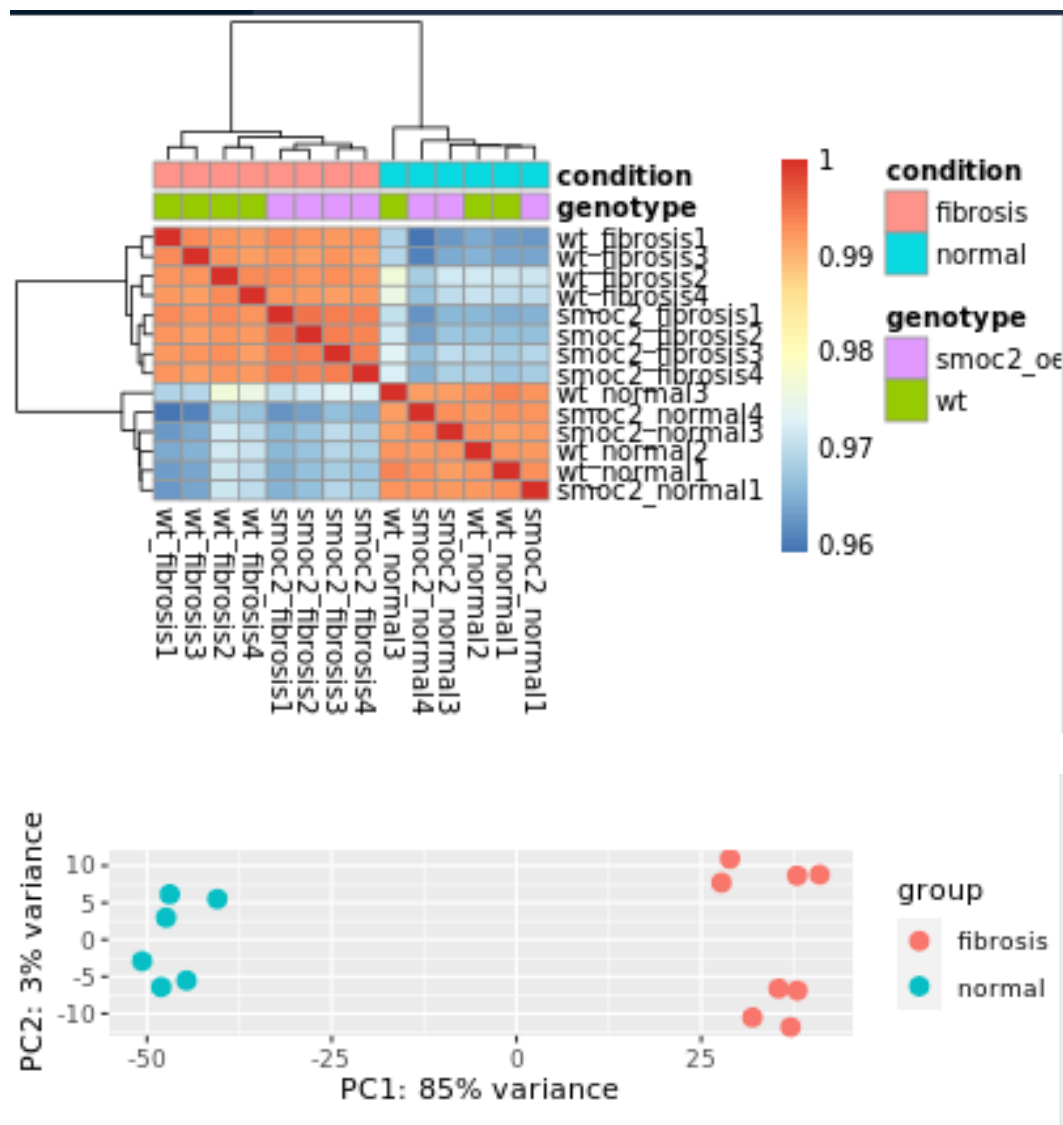 condition
genotype
wt_fibrosis1
wt_fibrosis3
wt_fibrosis2
wt_fibrosis4
smoc2_fibrosis1
smoc2_fibrosis2
smoc2_fibrosis3
smoc2_fibrosis4
wt_normal3
smoc2_normal4
smoc2_normal3
wt_normal2
wt_normal1
smoc2_normal1
wt_fibrosis1
wt_fibrosis3
wt_fibrosis2
wt_fibrosis4
smoc2_fibrosis1
smoc2_fibrosis2
smoc2_fibrosis3
smoc2_fibrosis4
wt_normal3
smoc2_normal4
smoc2_normal3
wt_normal2
wt_normal1
smoc2_normal1
1
0.99
0.98
0.97
0.96
condition
fibrosis
normal
genotype
smoc2_oe
wt
PC2: 3% variance
10
5
0
-5
-10
-50
-25
0
25
PC1: 85% variance
group
fibrosis
normal